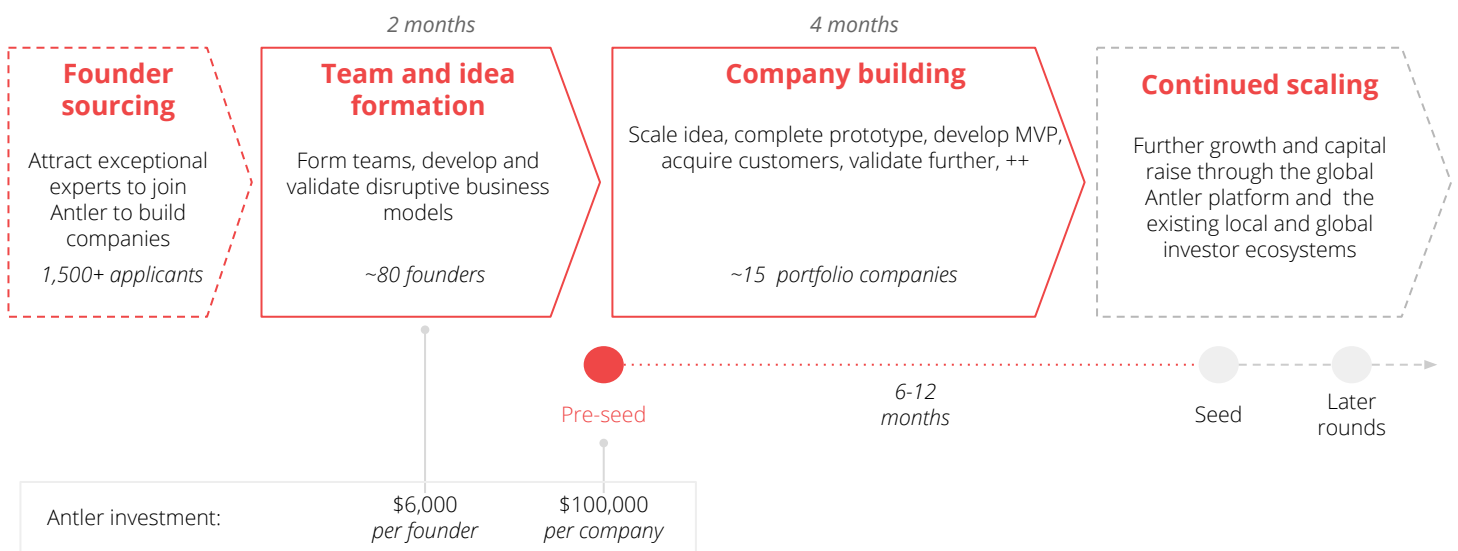 2 months
4 months
Founder
sourcing
Attract exceptional
experts to join
Antler to build
companies
1,500+ applicants
Team and idea
formation
Form teams, develop and
validate disruptive business
models
~80 founders
Company building
Scale idea, complete prototype, develop MVP,
acquire customers, validate further, ++
~15 portfolio companies
Continued scaling
Further growth and capital
raise through the global
Antler platform and the
existing local and global
investor ecosystems
Pre-seed
6-12
months
Seed
Later
rounds
Antler investment:
$6,000
per founder
$100,000
per company